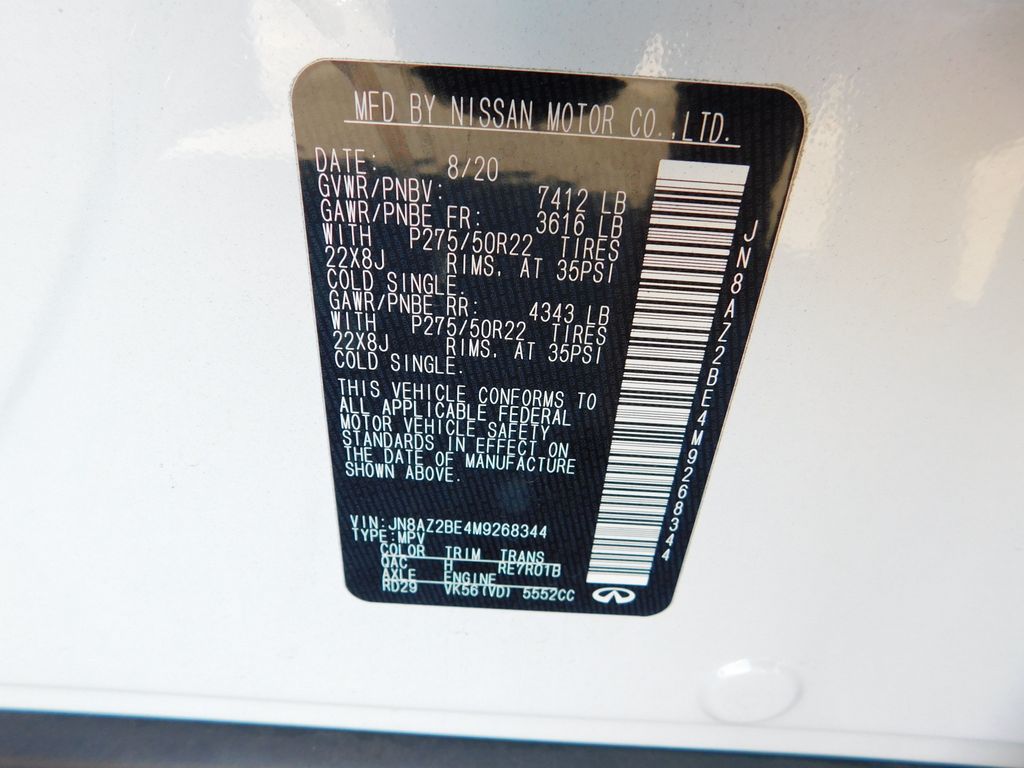 MFD BY NISSAN MOTOR CO.,LTD.
DATE: 8/20
GVWR/PNBV: 7412 LB
GAWR/PNBE FR: 3616 LB
WITH P275/50R22 TIRES
22X8J RIMS, AT 35PSI
COLD SINGLE.
GAWR/PNBE RR: 4343 LB
WITH P275/50R22 TIRES
22X8J RIMS, AT 35PSI
COLD SINGLE.
THIS VEHICLE CONFORMS TO
ALL APPLICABLE FEDERAL
MOTOR VEHICLE SAFETY
STANDARDS IN EFFECT ON
THE DATE OF MANUFACTURE
SHOWN ABOVE.
VIN:JN8AZ2BE4M9268344
TYPE:MPV
COLOR TRIM TRANS
QAC H RE7R01B
AXLE ENGINE
RD29 VK56(VD) 5552CC
JN8AZ2BE4M9268344